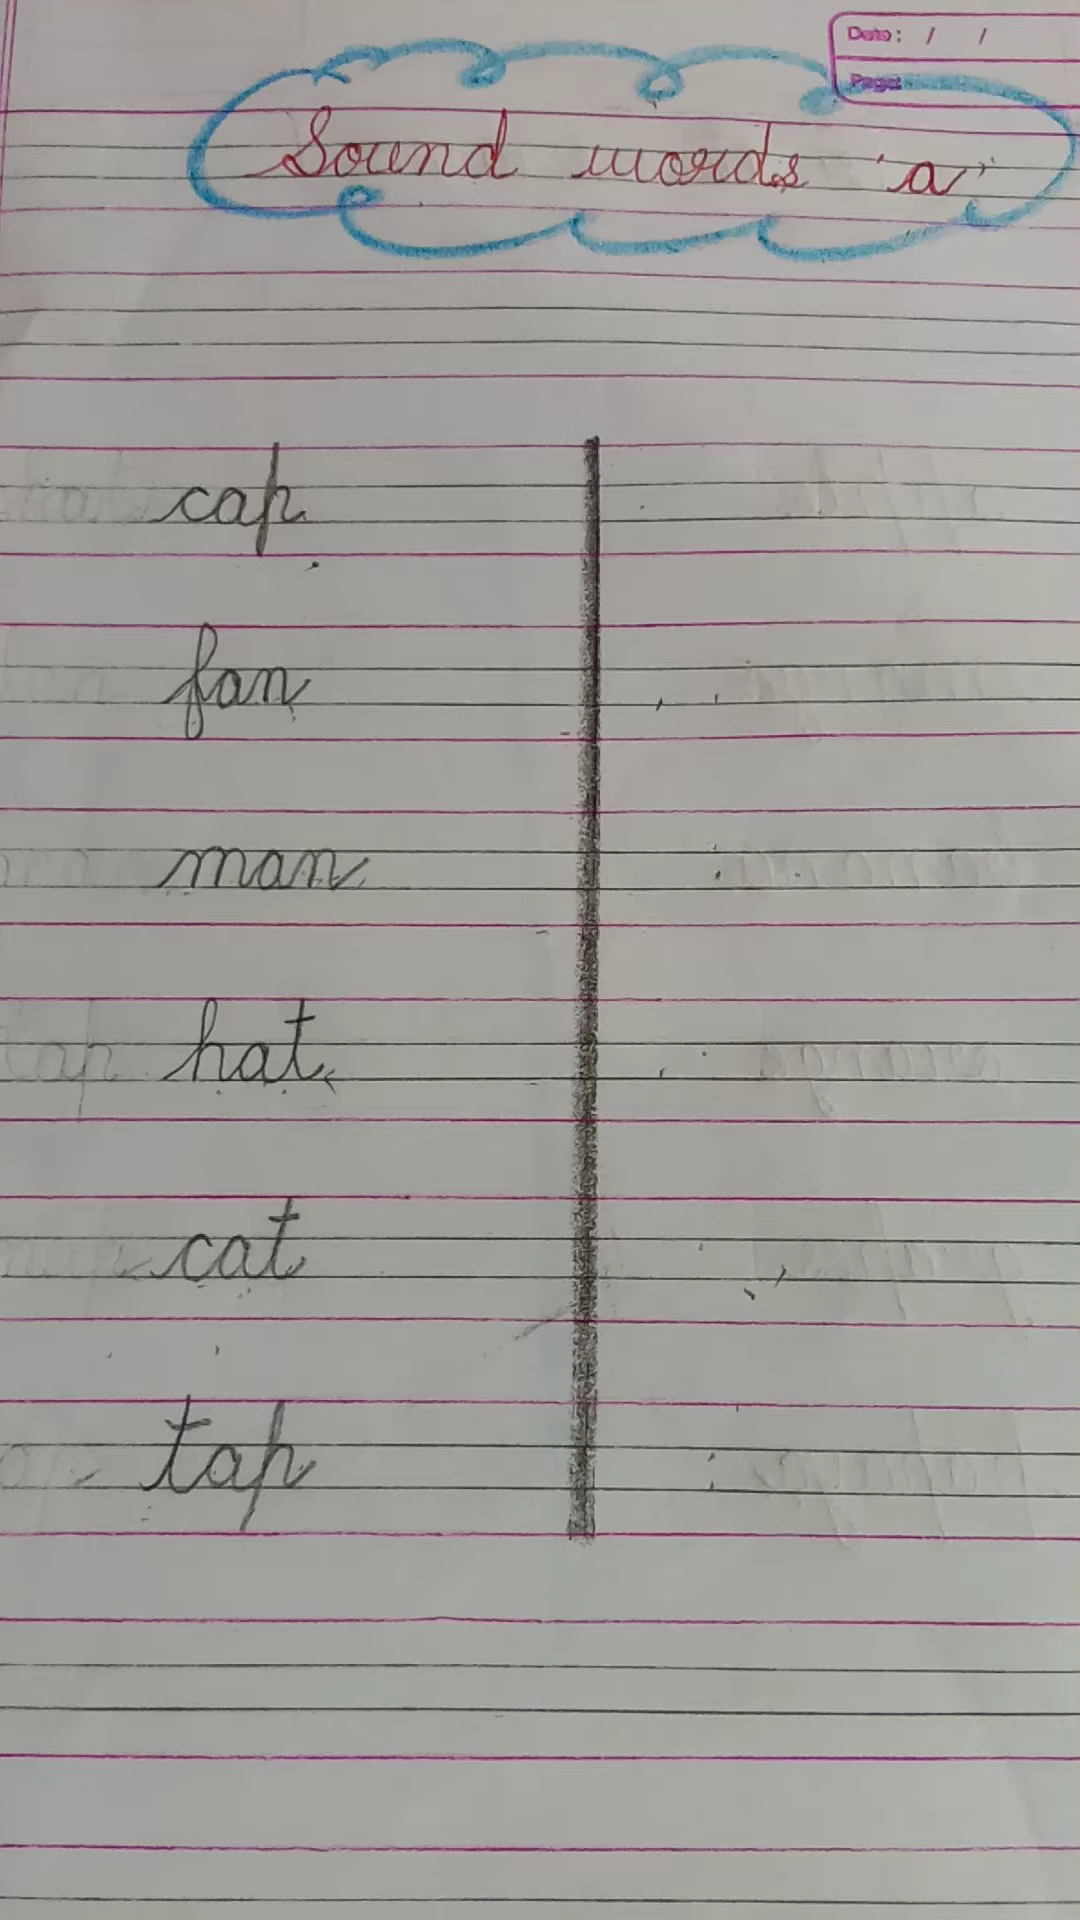 Date: / /
Page:
Sound words 'a'
cap
fan
man
hat
cat
tap